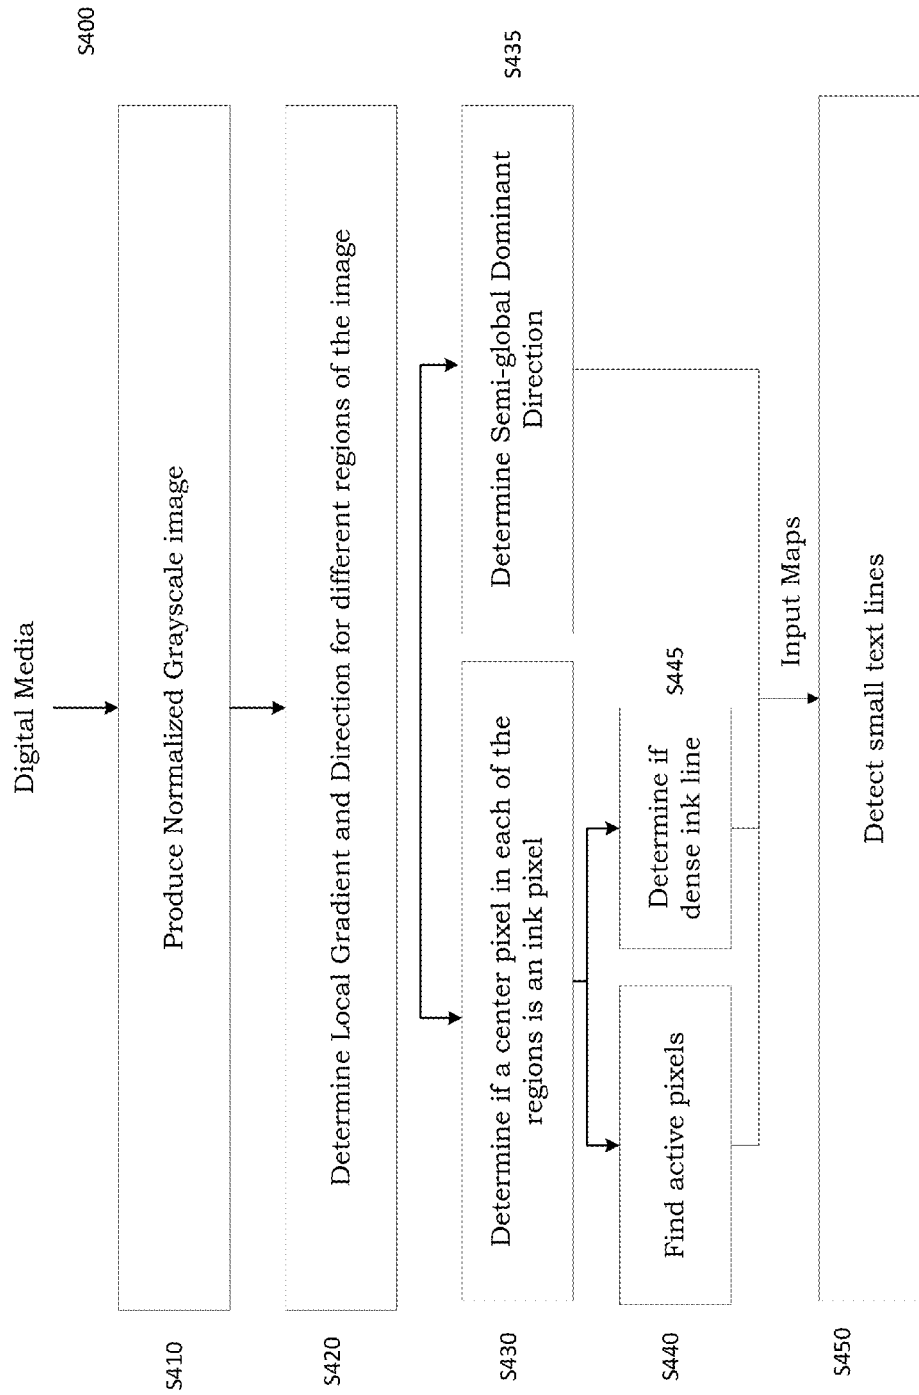 S400
Digital Media
S410
Produce Normalized Grayscale image
S420
Determine Local Gradient and Direction for different regions of the image
S430
Determine if a center pixel in each of the
regions is an ink pixel
S435
Determine Semi-global Dominant
Direction
S440
Find active pixels
S445
Determine if
dense ink line
Input Maps
S450
Detect small text lines